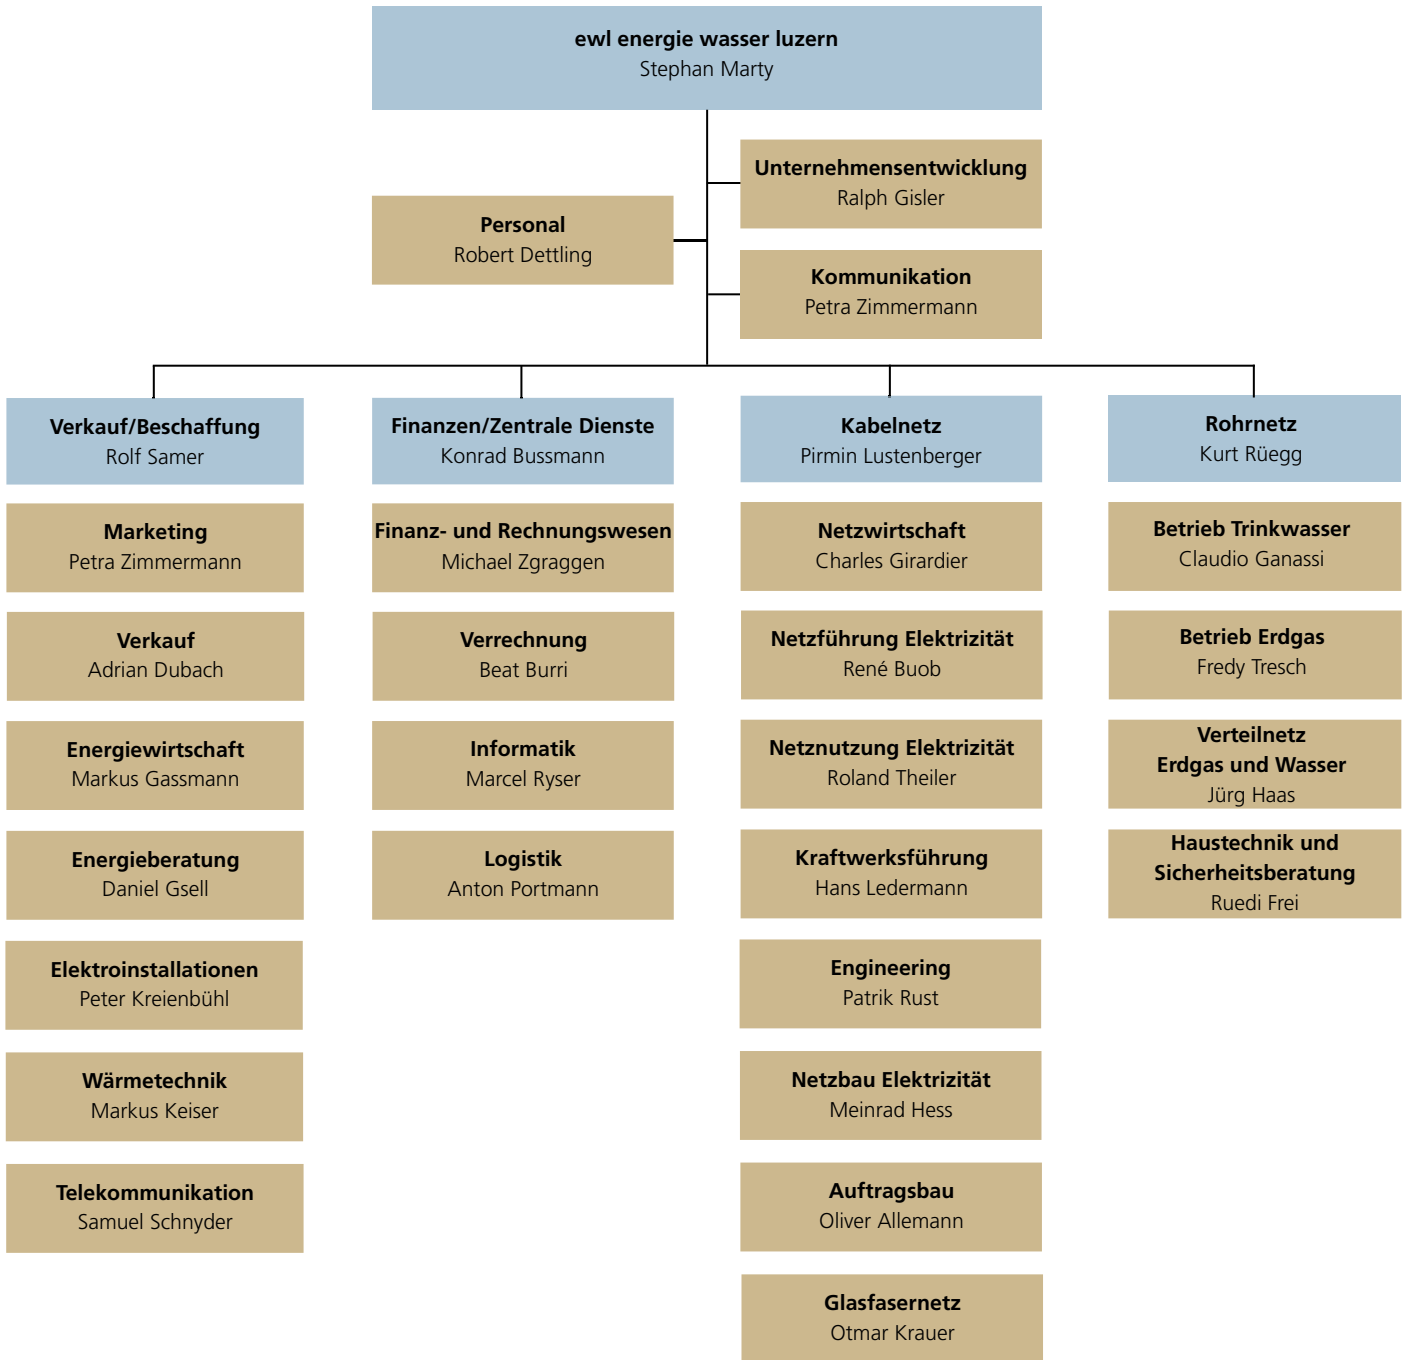 ewl energie wasser luzern
Stephan Marty
Unternehmensentwicklung
Ralph Gisler
Personal
Robert Dettling
Kommunikation
Petra Zimmermann
Verkauf/Beschaffung
Rolf Samer
Marketing
Petra Zimmermann
Verkauf
Adrian Dubach
Energiewirtschaft
Markus Gassmann
Energieberatung
Daniel Gsell
Elektroinstallationen
Peter Kreienbühl
Wärmetechnik
Markus Keiser
Telekommunikation
Samuel Schnyder
Finanzen/Zentrale Dienste
Konrad Bussmann
Finanz- und Rechnungswesen
Michael Zgraggen
Verrechnung
Beat Burri
Informatik
Marcel Ryser
Logistik
Anton Portmann
Kabelnetz
Pirmin Lustenberger
Netzwirtschaft
Charles Girardier
Netzführung Elektrizität
René Buob
Netznutzung Elektrizität
Roland Theiler
Kraftwerksführung
Hans Ledermann
Engineering
Patrik Rust
Netzbau Elektrizität
Meinrad Hess
Auftragsbau
Oliver Allemann
Glasfasernetz
Otmar Krauer
Rohrnetz
Kurt Rüegg
Betrieb Trinkwasser
Claudio Ganassi
Betrieb Erdgas
Fredy Tresch
Verteilnetz
Erdgas und Wasser
Jürg Haas
Haustechnik und
Sicherheitsberatung
Ruedi Frei